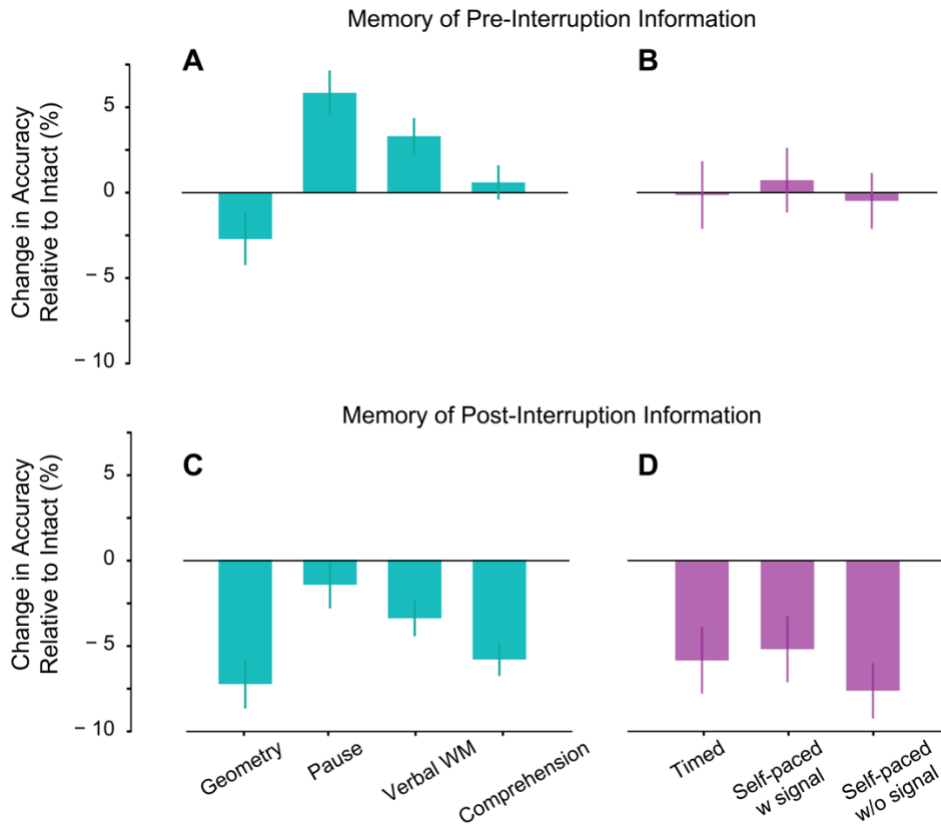 Memory of Pre-Interruption Information
A
B
Change in Accuracy
Relative to Intact (%)
5
0
− 5
− 10
Memory of Post-Interruption Information
C
D
Change in Accuracy
Relative to Intact (%)
5
0
− 5
− 10
Geometry
Pause
Verbal WM
Comprehension
Timed
Self-paced
w signal
Self-paced
w/o signal